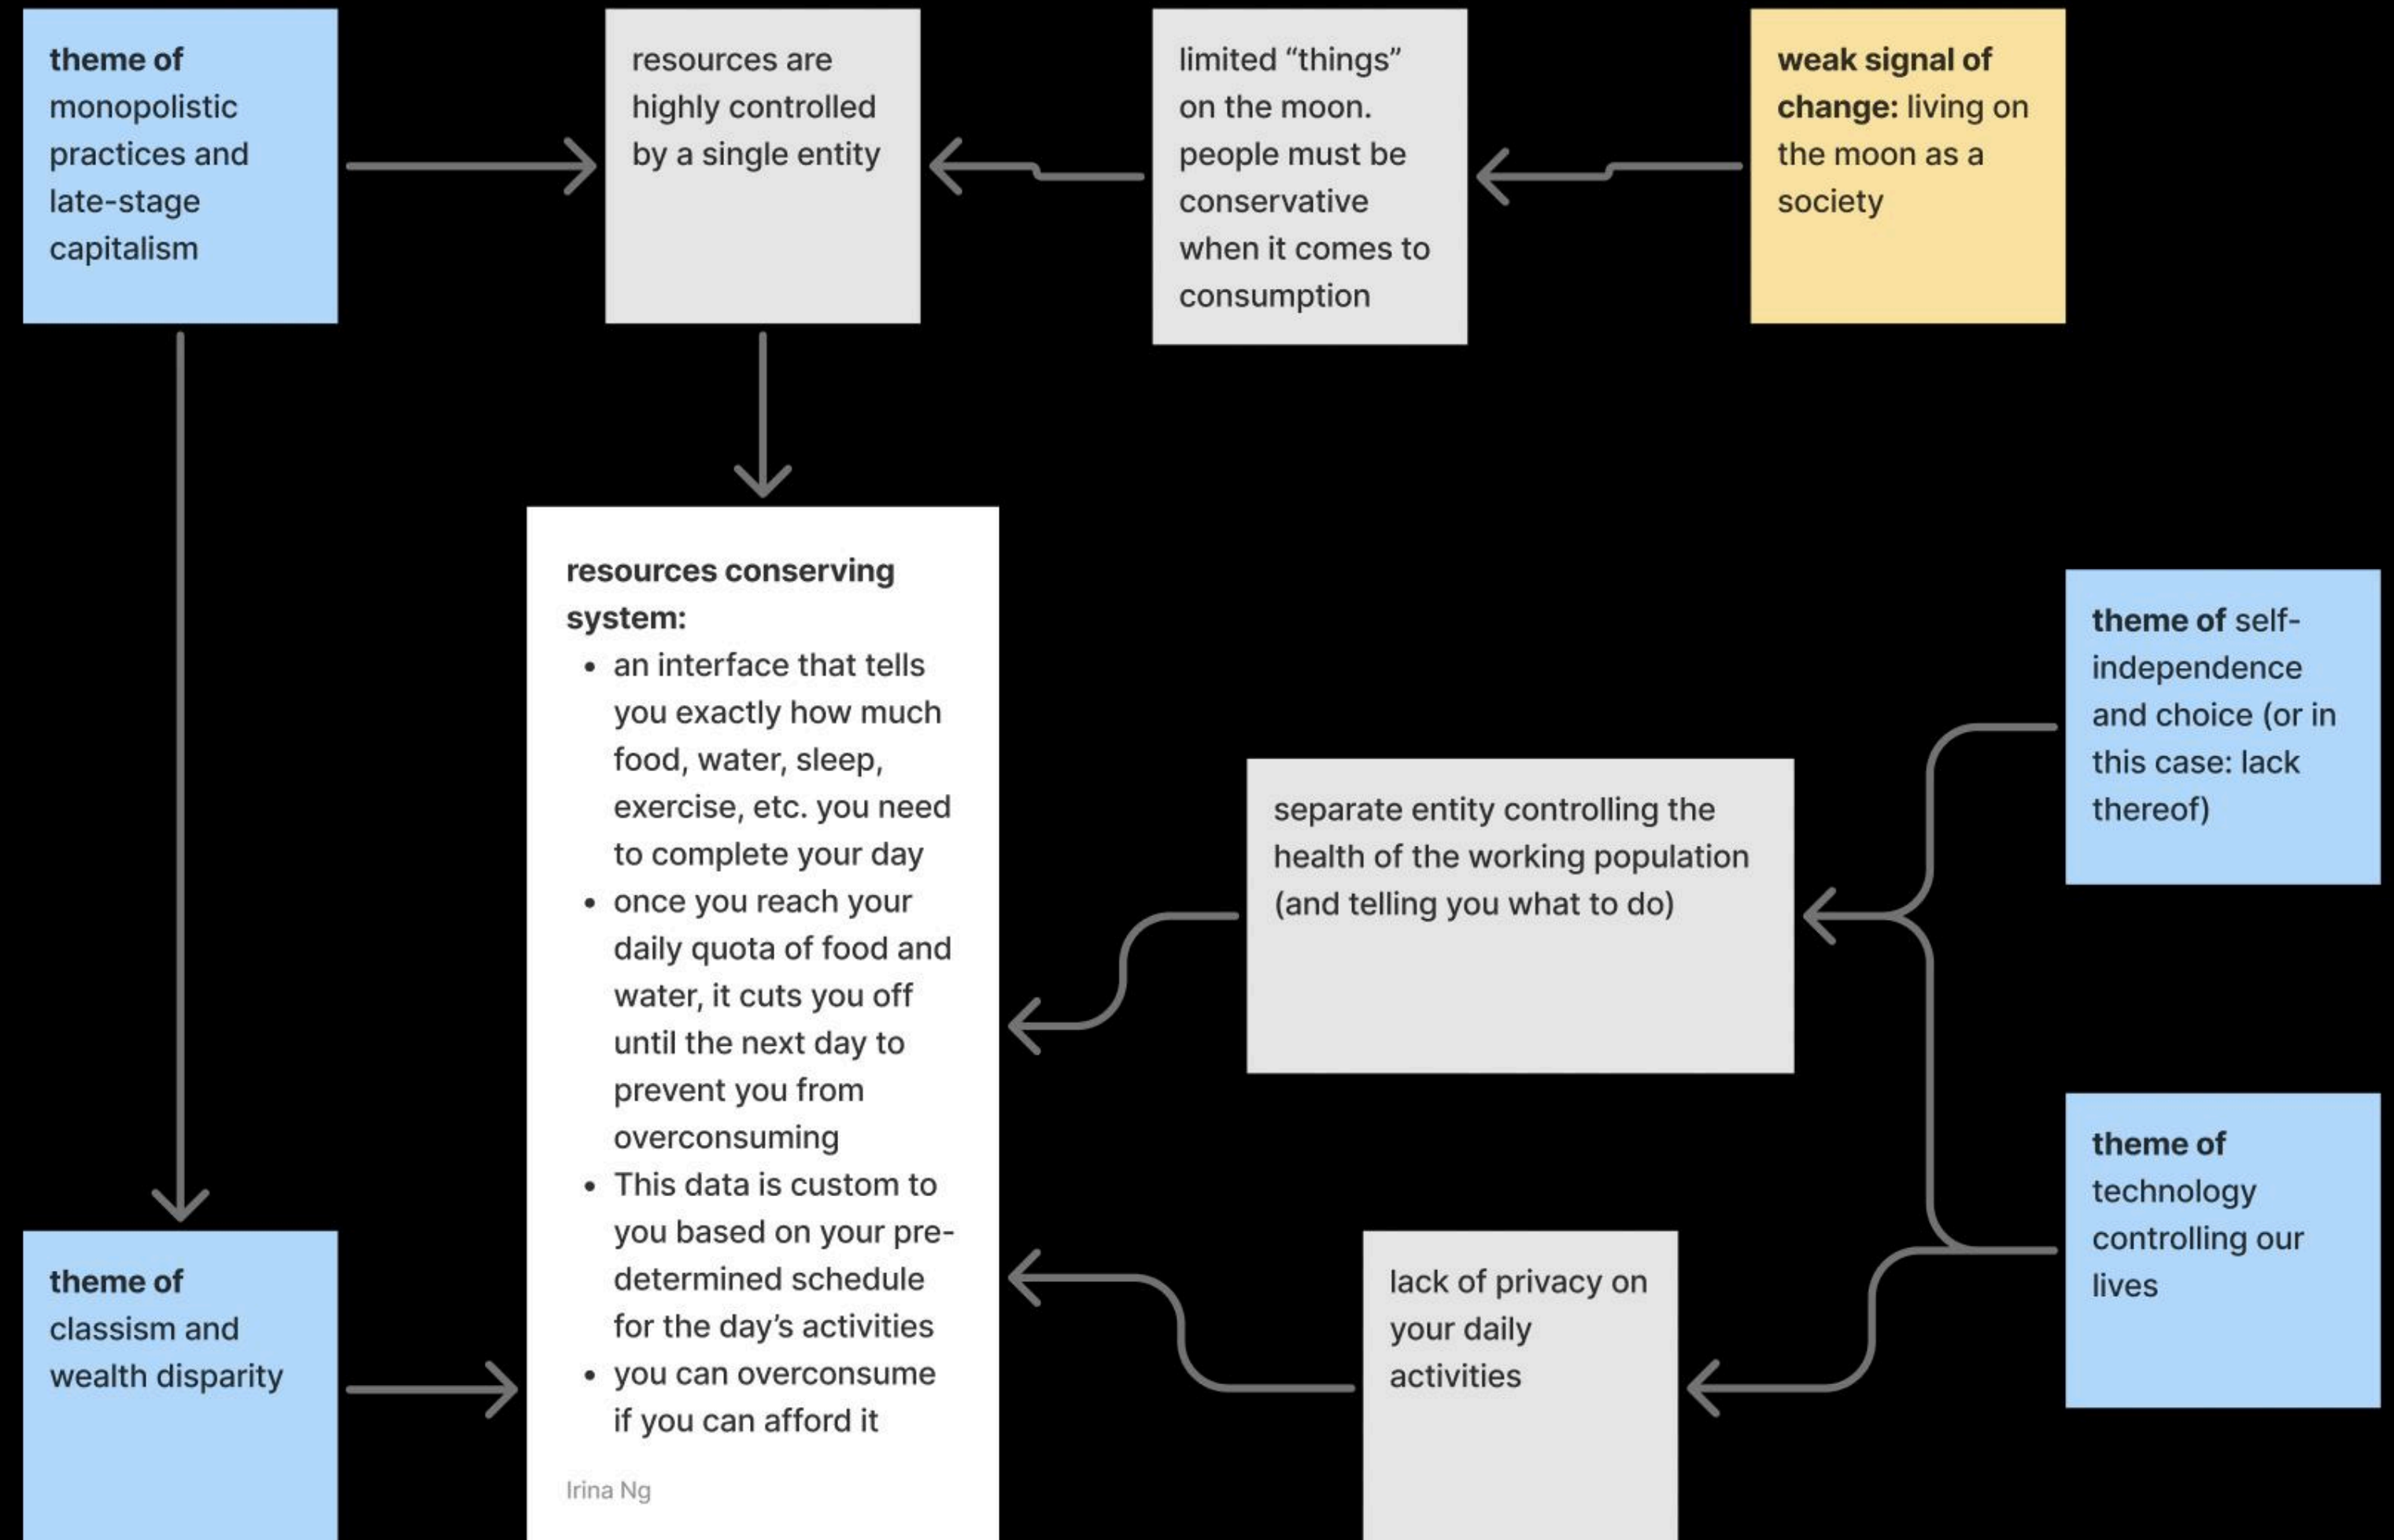 theme of
monopolistic
practices and
late-stage
capitalism
resources are
highly controlled
by a single entity
limited “things”
on the moon.
people must be
conservative
when it comes to
consumption
weak signal of
change: living on
the moon as a
society
resources conserving
system:
• an interface that tells
you exactly how much
food, water, sleep,
exercise, etc. you need
to complete your day
• once you reach your
daily quota of food and
water, it cuts you off
until the next day to
prevent you from
overconsuming
• This data is custom to
you based on your pre-
determined schedule
for the day’s activities
• you can overconsume
if you can afford it
Irina Ng
theme of self-
independence
and choice (or in
this case: lack
thereof)
separate entity controlling the
health of the working population
(and telling you what to do)
theme of
technology
controlling our
lives
theme of
classism and
wealth disparity
lack of privacy on
your daily
activities